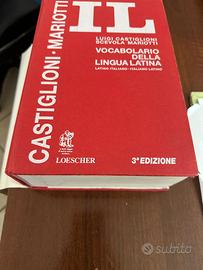 IL
LUIGI CASTIGLIONI
SCEVOLA MARIOTTI
VOCABOLARIO
DELLA
LINGUA LATINA
LATINO-ITALIANO · ITALIANO-LATINO
CASTIGLIONI · MARIOTTI
LOESCHER
3ª EDIZIONE
subito